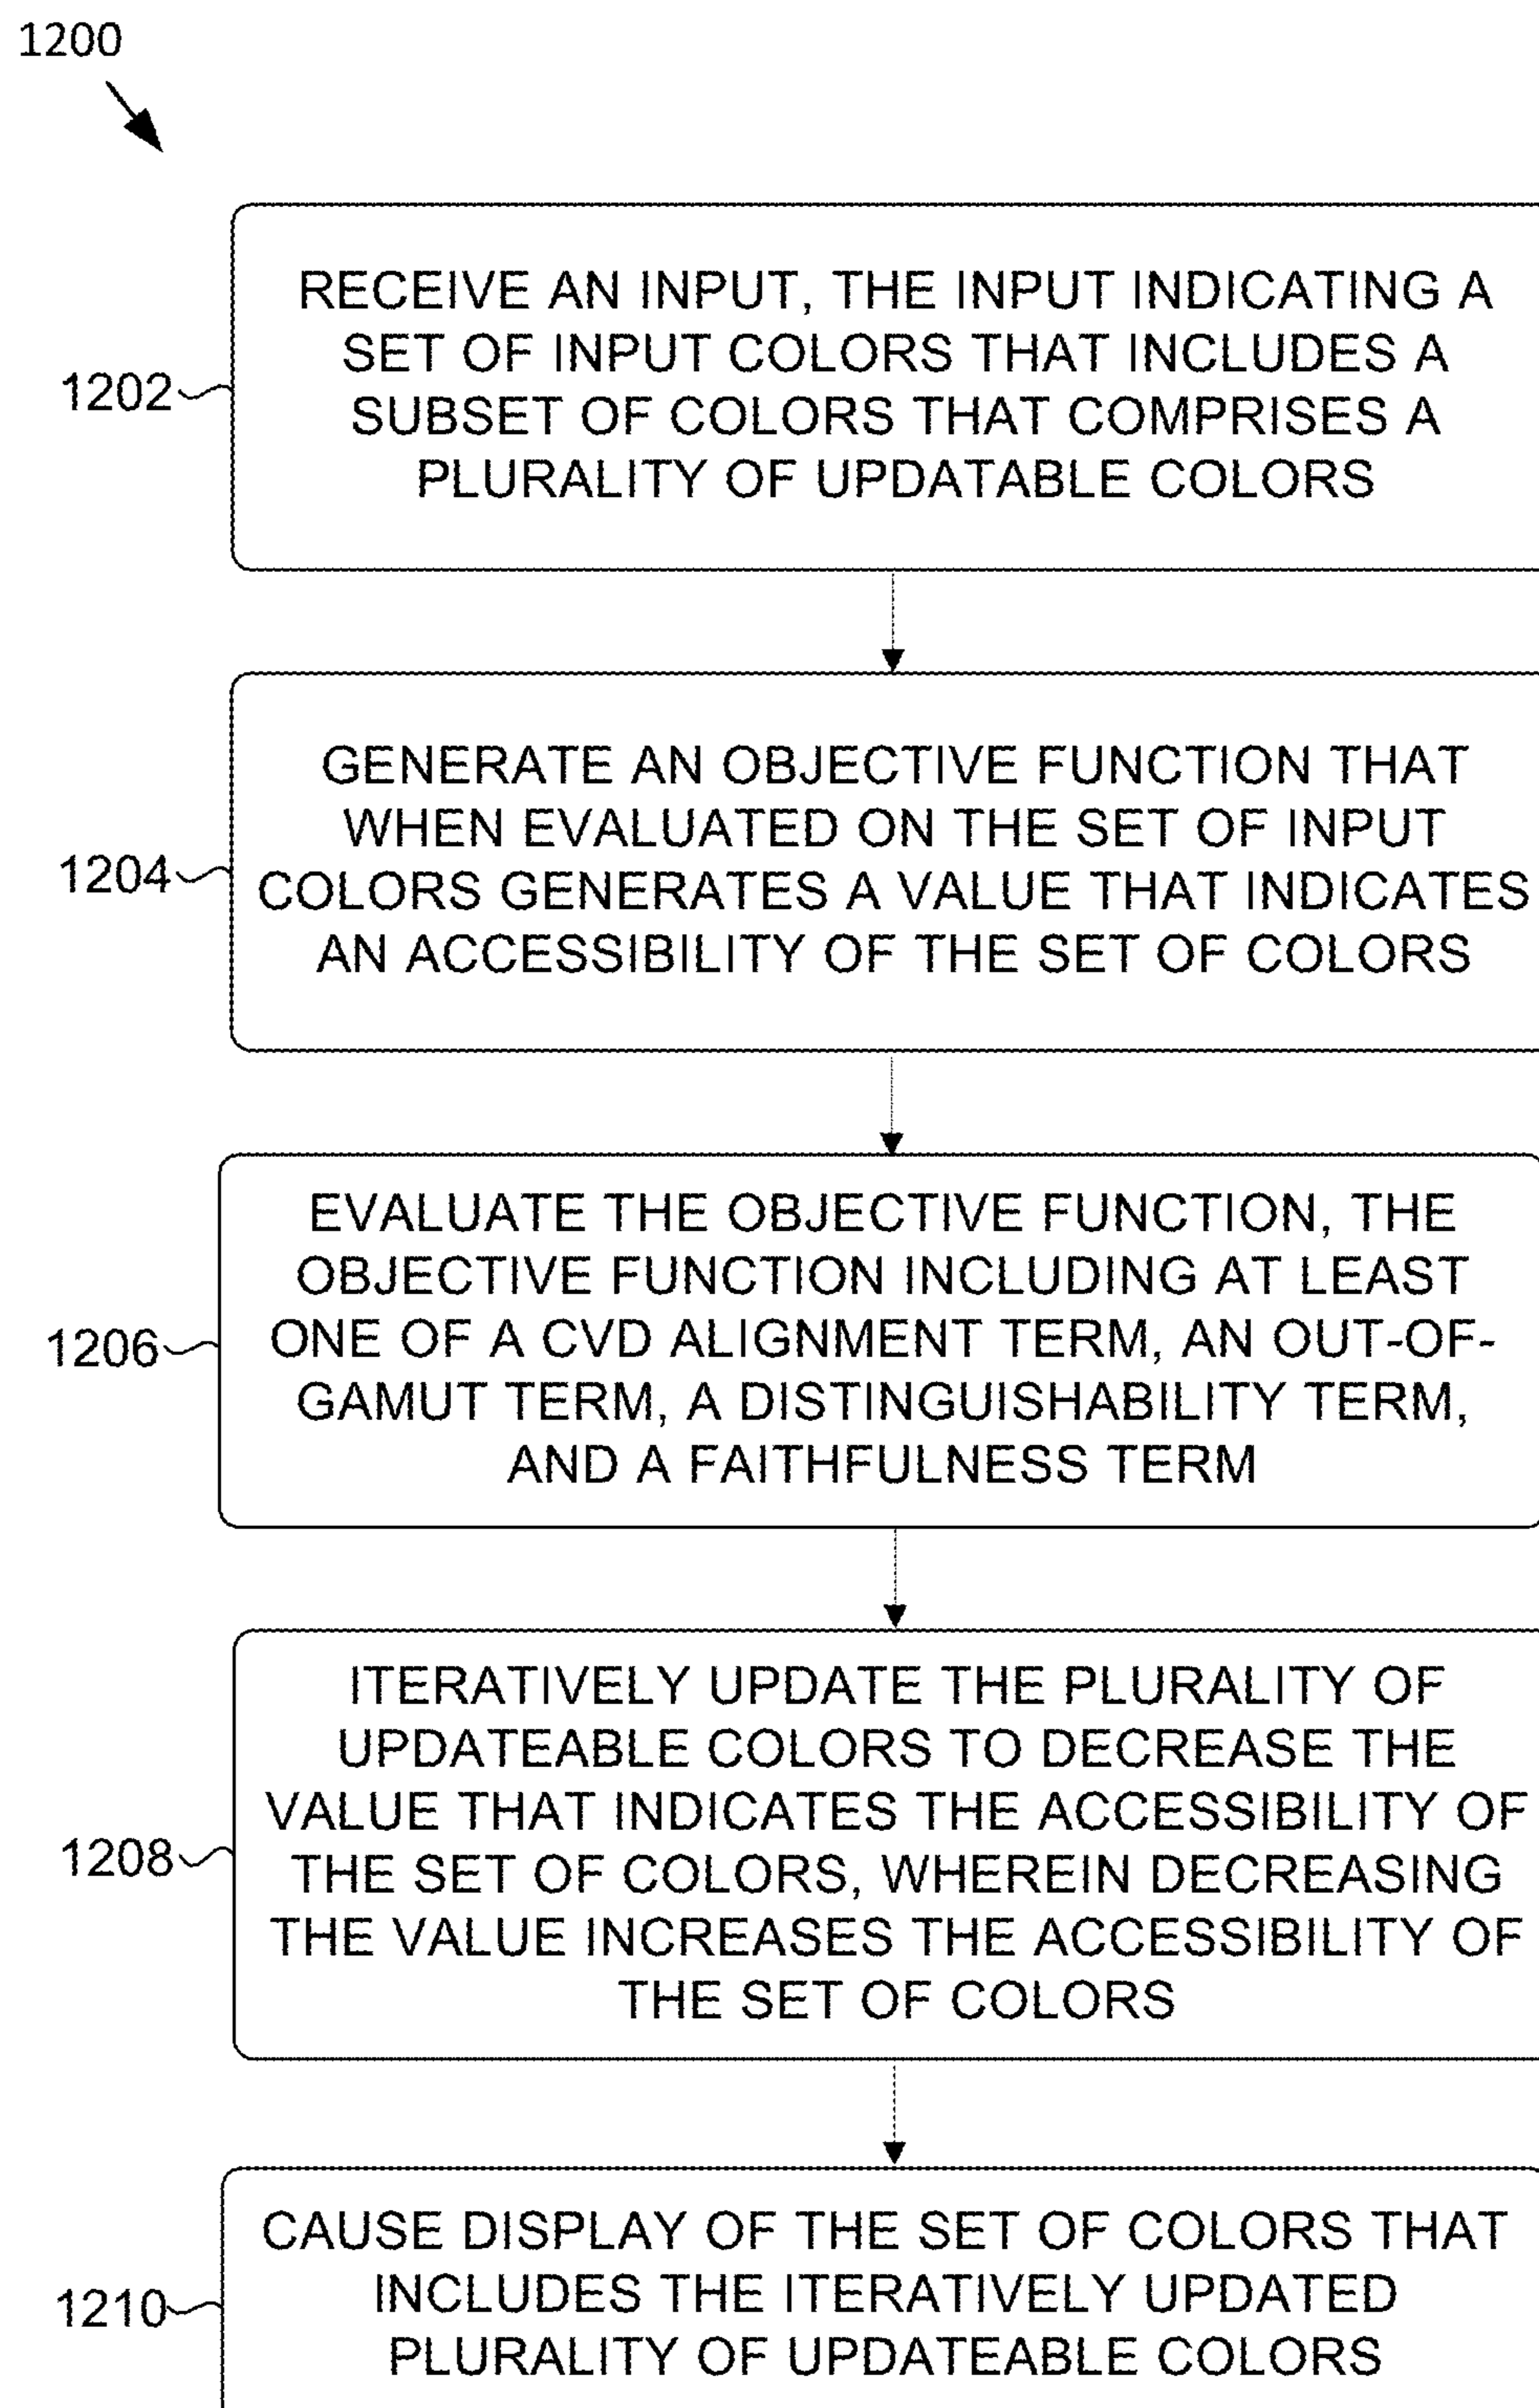 1200
RECEIVE AN INPUT, THE INPUT INDICATING A
SET OF INPUT COLORS THAT INCLUDES A
1202
SUBSET OF COLORS THAT COMPRISES A
PLURALITY OF UPDATABLE COLORS
GENERATE AN OBJECTIVE FUNCTION THAT
WHEN EVALUATED ON THE SET OF INPUT
1204
COLORS GENERATES A VALUE THAT INDICATES
AN ACCESSIBILITY OF THE SET OF COLORS
EVALUATE THE OBJECTIVE FUNCTION, THE
OBJECTIVE FUNCTION INCLUDING AT LEAST
1206
ONE OF A CVD ALIGNMENT TERM, AN OUT-OF-
GAMUT TERM, A DISTINGUISHABILITY TERM,
AND A FAITHFULNESS TERM
ITERATIVELY UPDATE THE PLURALITY OF
UPDATEABLE COLORS TO DECREASE THE
VALUE THAT INDICATES THE ACCESSIBILITY OF
1208
THE SET OF COLORS, WHEREIN DECREASING
THE VALUE INCREASES THE ACCESSIBILITY OF
THE SET OF COLORS
CAUSE DISPLAY OF THE SET OF COLORS THAT
1210
INCLUDES THE ITERATIVELY UPDATED
PLURALITY OF UPDATEABLE COLORS